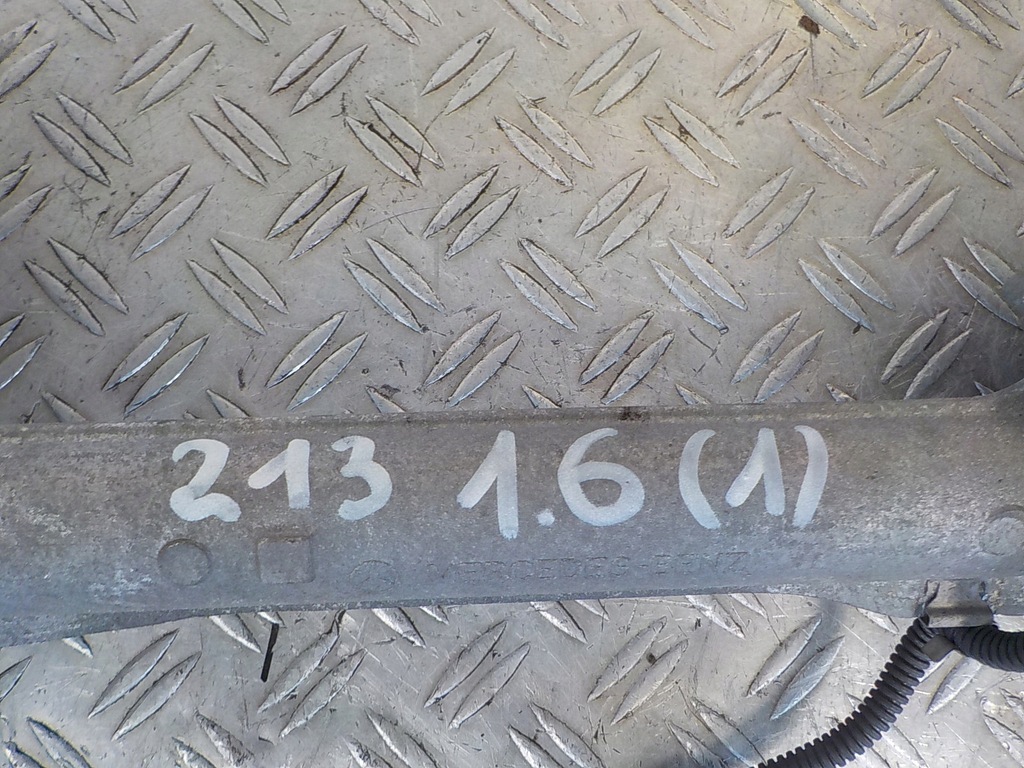 213 1.6 (1)
MERCEDES-BENZ